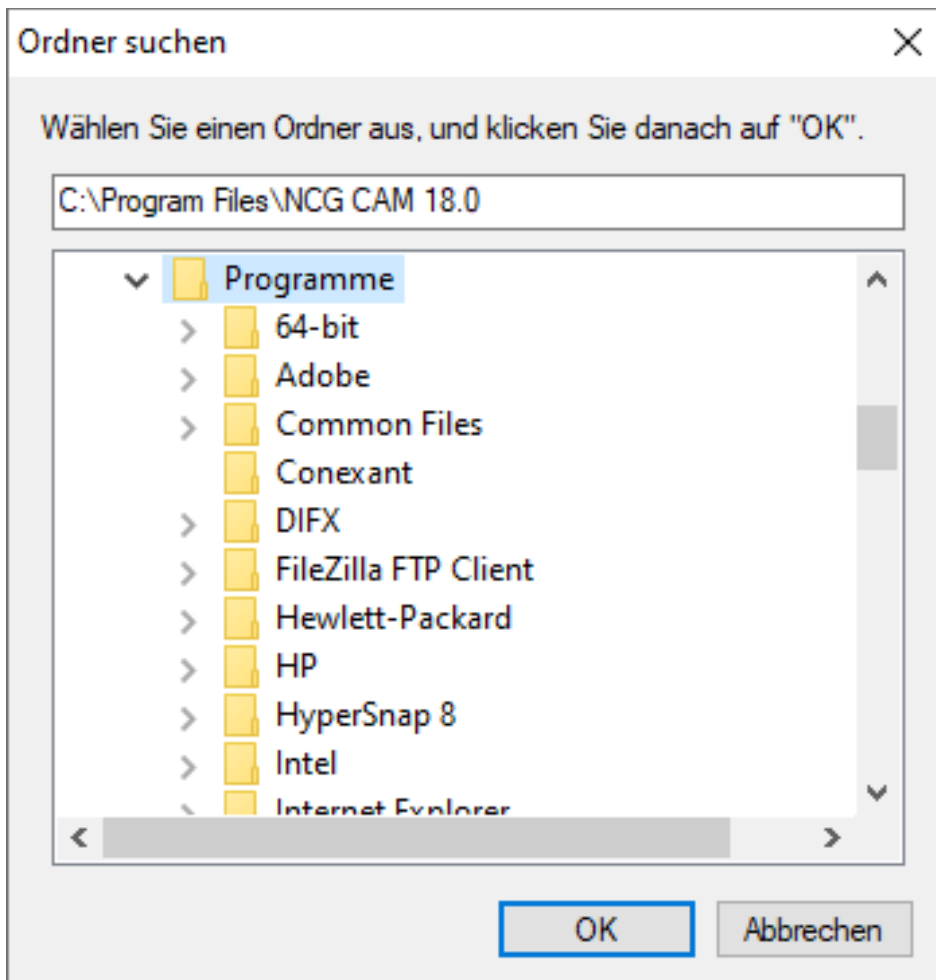 Ordner suchen
Wählen Sie einen Ordner aus, und klicken Sie danach auf "OK".
C:\Program Files\NCG CAM 18.0
Programme
64-bit
Adobe
Common Files
Conexant
DIFX
FileZilla FTP Client
Hewlett-Packard
HP
HyperSnap 8
Intel
Internet Explorer
OK Abbrechen